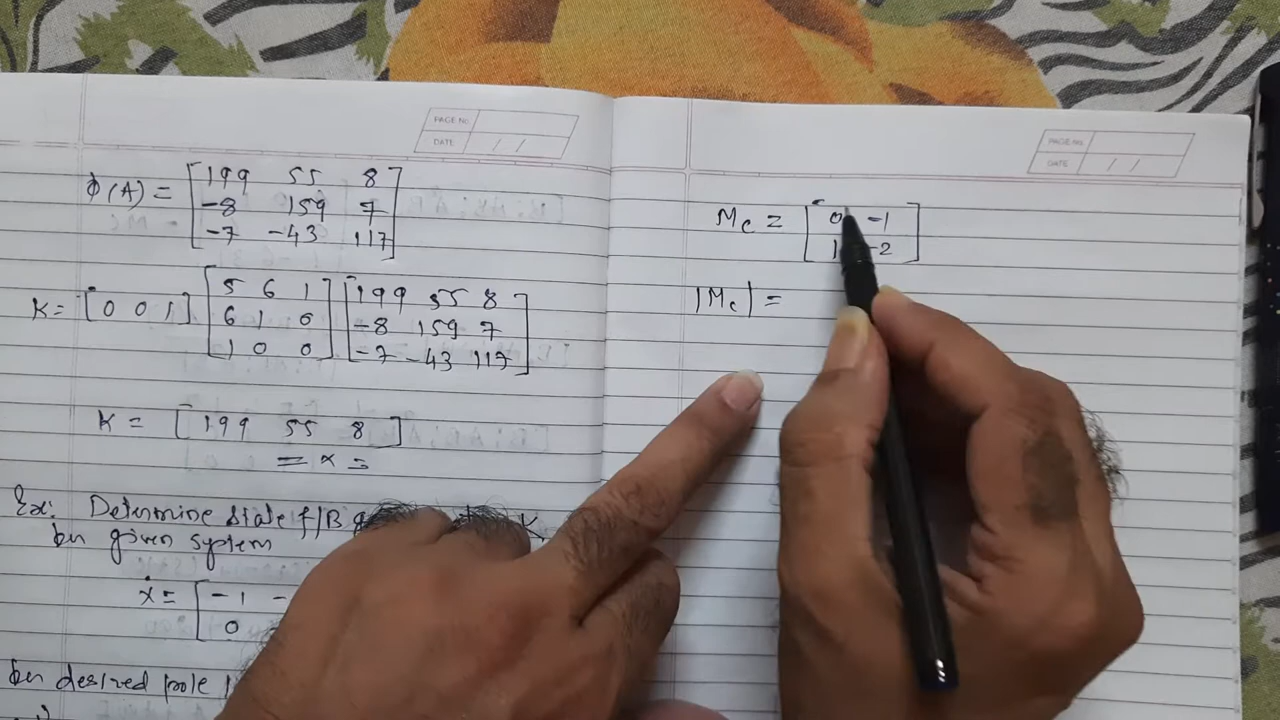 PAGE No.
DATE / /
ϕ(A) = [199 55 8
-8 159 7
-7 -43 117]
K = [0 0 1] [5 6 1 [199 55 8
6 1 0 -8 159 7
1 0 0] -7 -43 117]
K = [199 55 8]
= x =
Ex: Determine state f/B K
for given system
ẋ = [-1 -
0
for desired pole
PAGE No.
DATE / /
Mc = [0 -1
1 -2]
|Mc| =